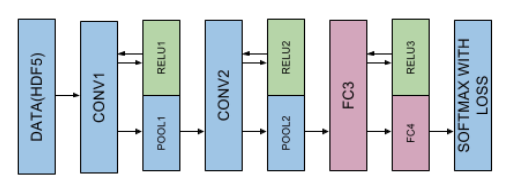 DATA(HDF5)
CONV1
RELU1
POOL1
CONV2
RELU2
POOL2
FC3
RELU3
FC4
SOFTMAX WITH
LOSS